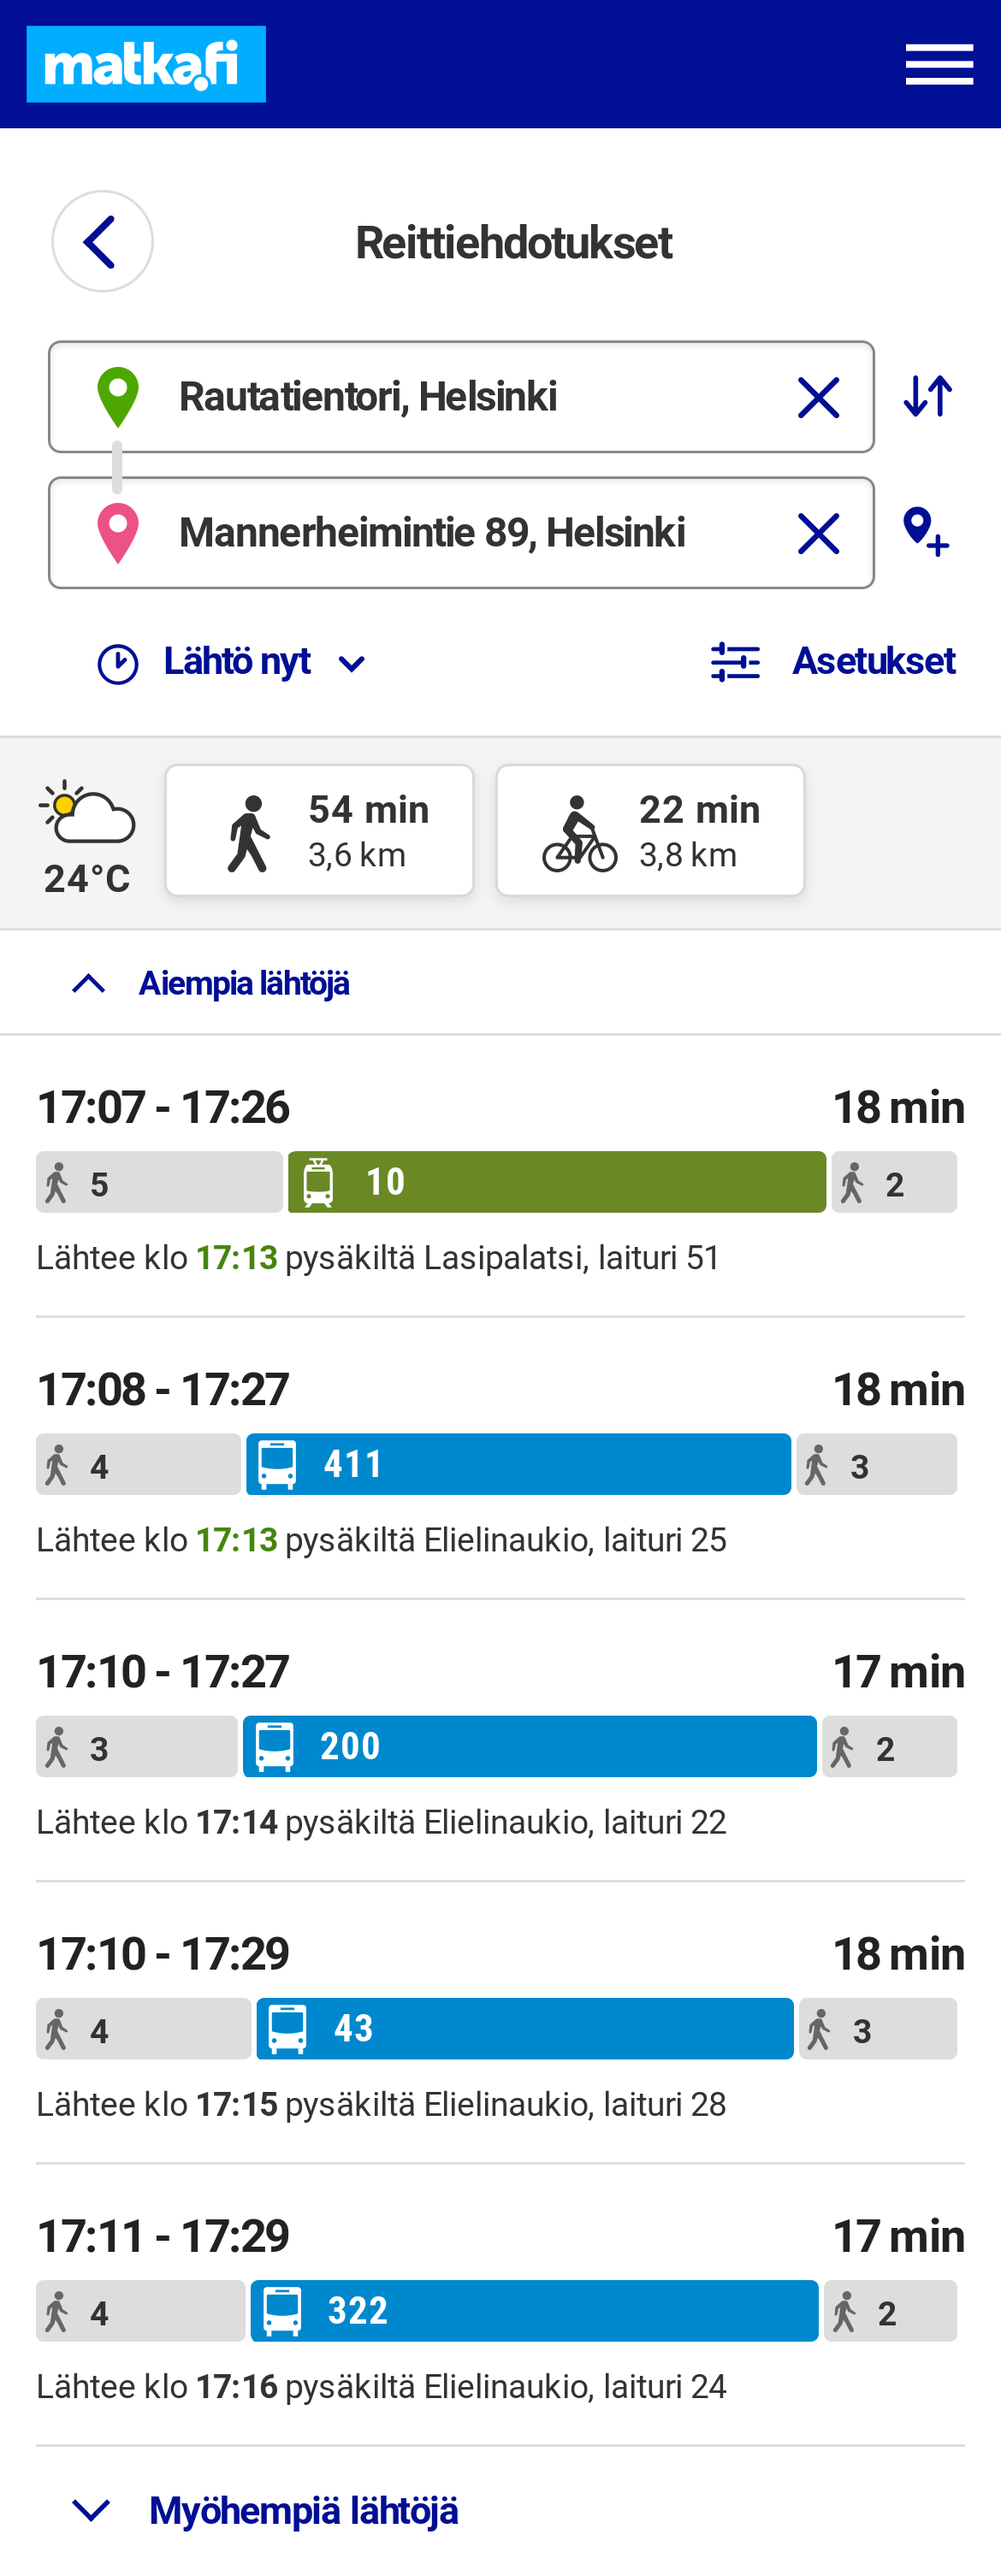 matkafi
Reittiehdotukset
Rautatientori, Helsinki
Mannerheimintie 89, Helsinki
Lähtö nyt
Asetukset
24°C
54 min
3,6 km
22 min
3,8 km
Aiempia lähtöjä
17:07 - 17:26 18 min
5 10 2
Lähtee klo 17:13 pysäkiltä Lasipalatsi, laituri 51
17:08 - 17:27 18 min
4 411 3
Lähtee klo 17:13 pysäkiltä Elielinaukio, laituri 25
17:10 - 17:27 17 min
3 200 2
Lähtee klo 17:14 pysäkiltä Elielinaukio, laituri 22
17:10 - 17:29 18 min
4 43 3
Lähtee klo 17:15 pysäkiltä Elielinaukio, laituri 28
17:11 - 17:29 17 min
4 322 2
Lähtee klo 17:16 pysäkiltä Elielinaukio, laituri 24
Myöhempiä lähtöjä